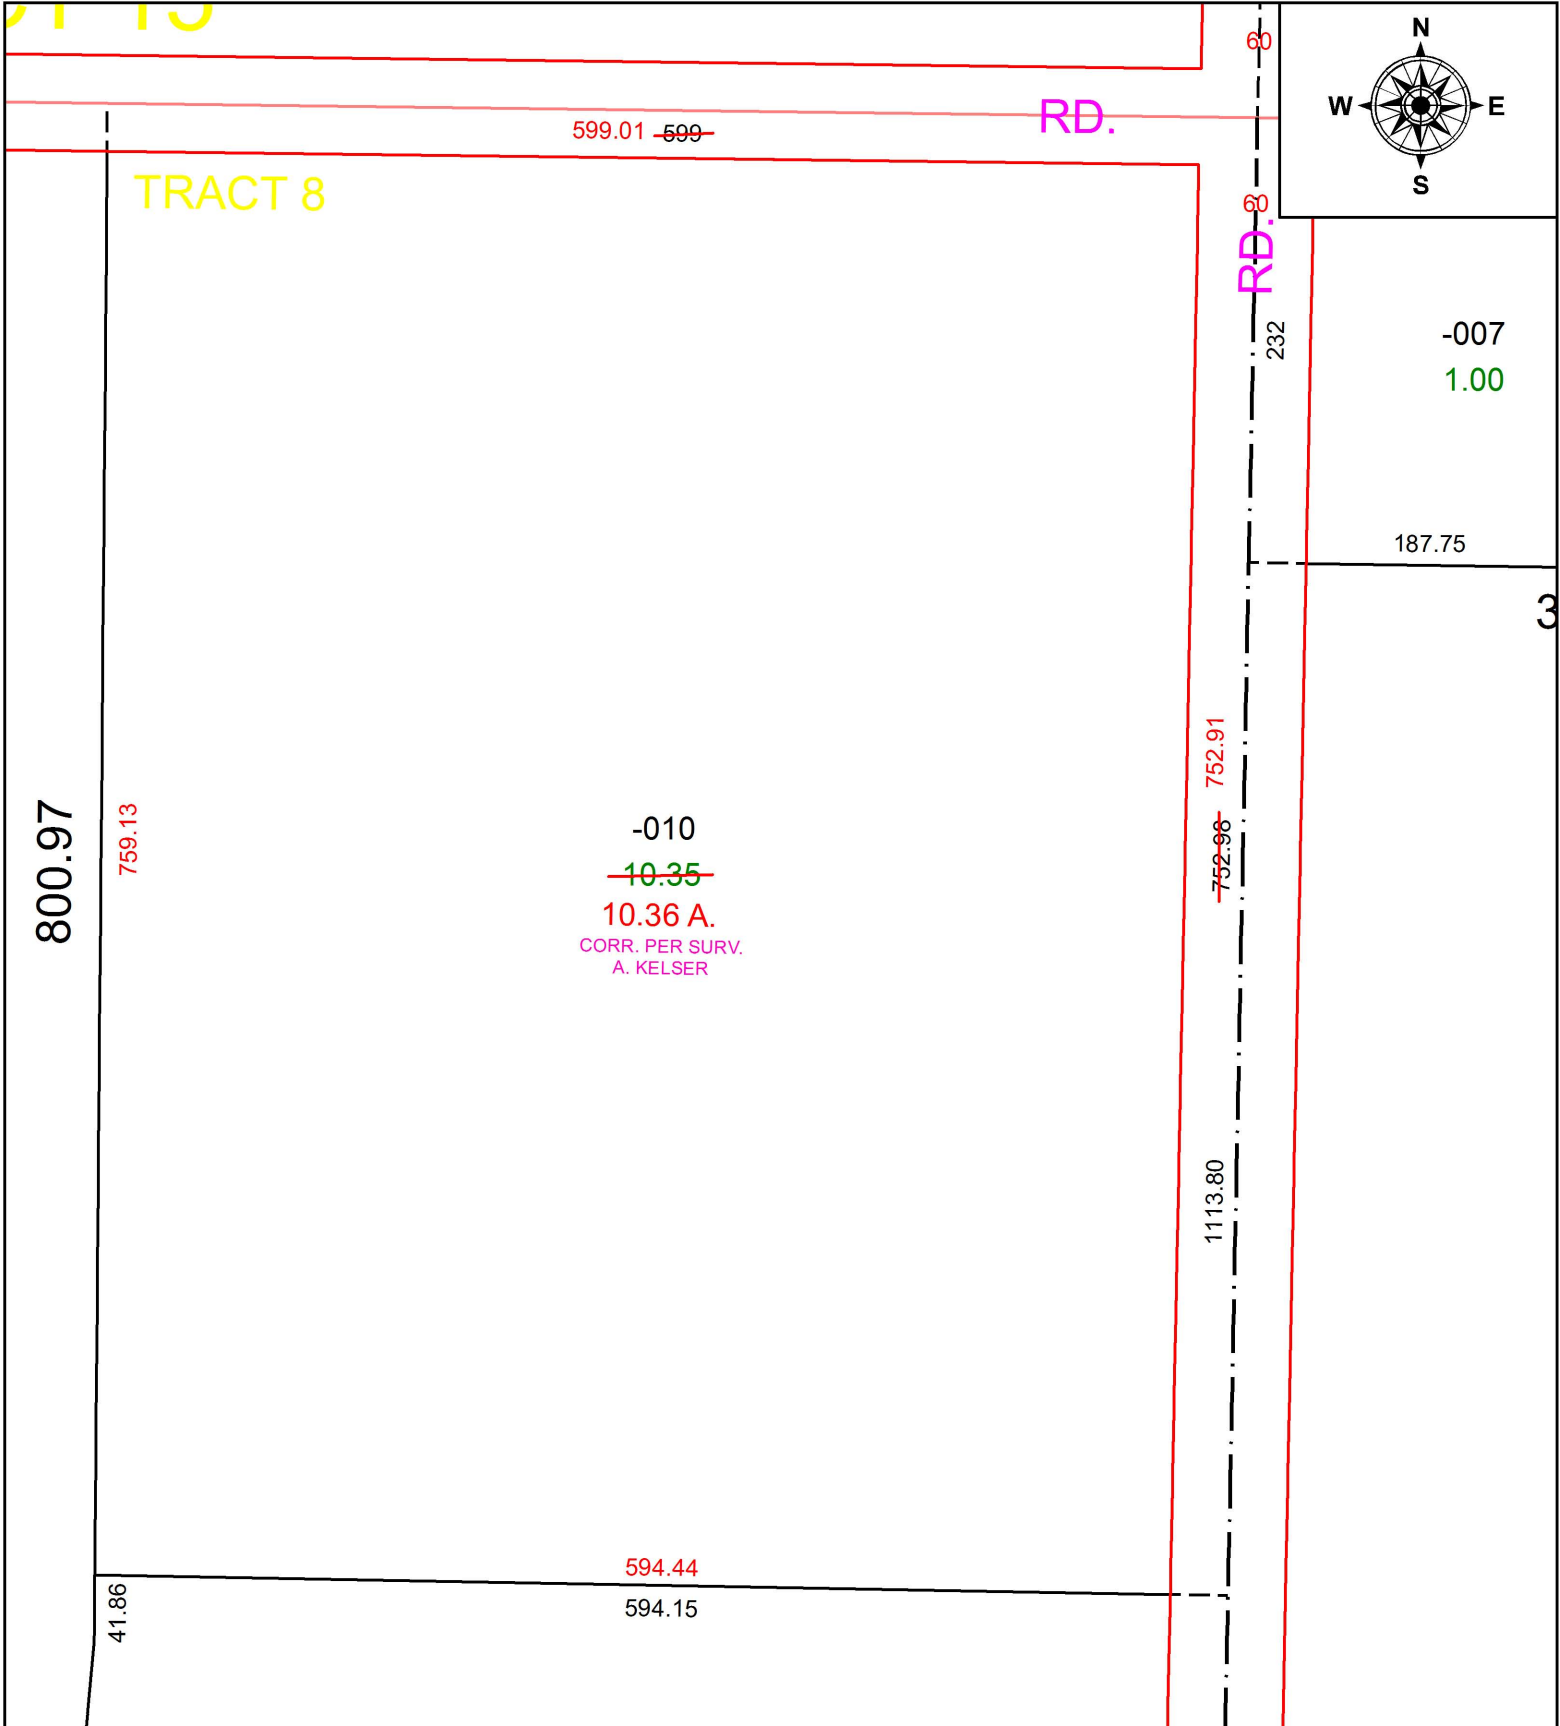 N
W E
S
60
599.01 599
RD.
TRACT 8
60
RD.
232
-007
1.00
187.75
3
752.91
752.98
800.97
759.13
-010
10.35
10.36 A.
CORR. PER SURV.
A. KELSER
1113.80
594.44
594.15
41.86